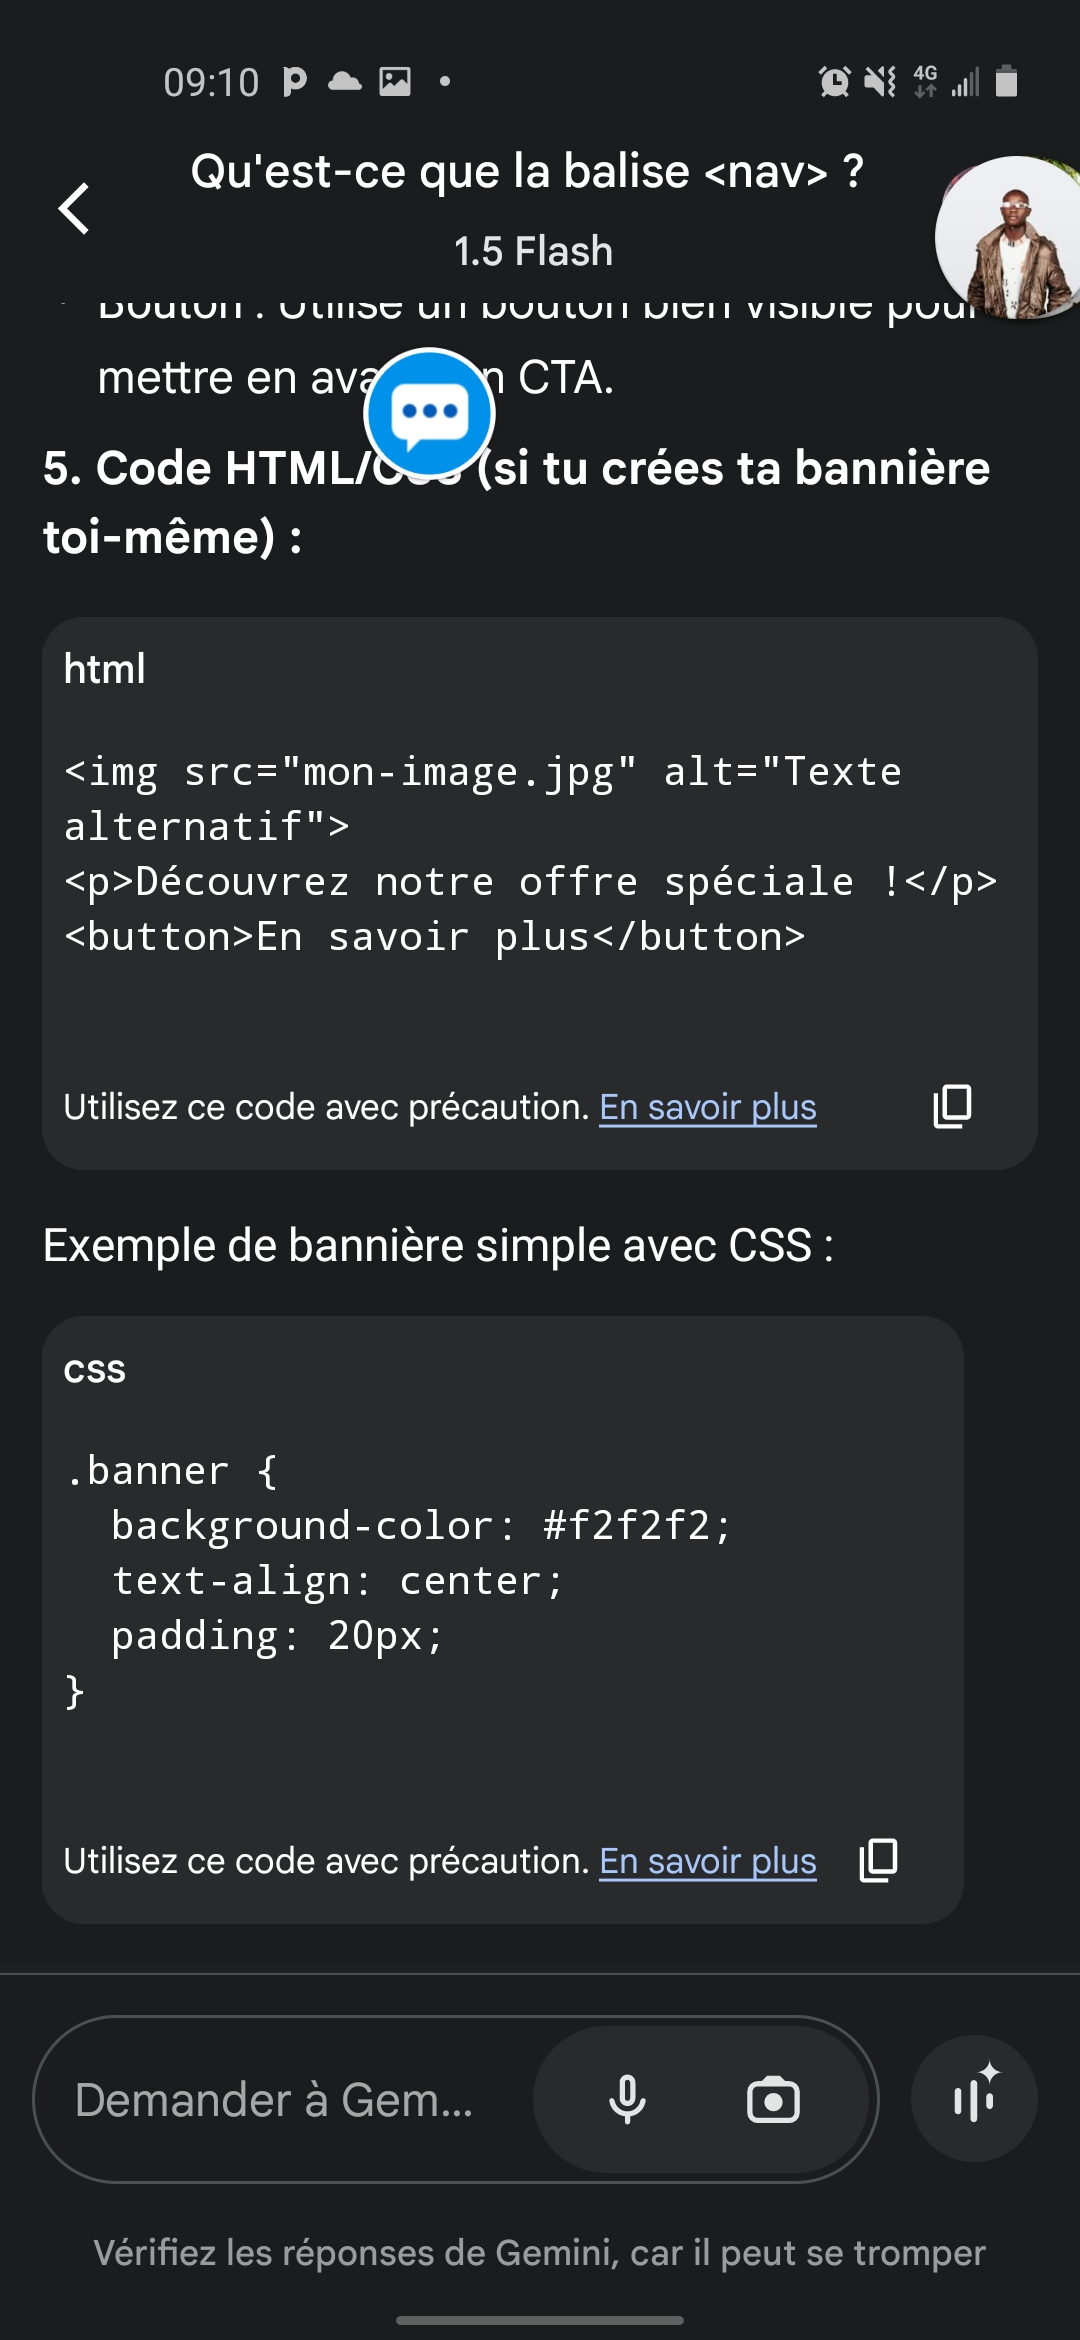 09:10
4G
Qu'est-ce que la balise <nav> ?
1.5 Flash
Bouton : Utilise un bouton bien visible pour
mettre en CTA.
5. Code HTML/CSS (si tu crées ta bannière
toi-même) :
html
<img src="mon-image.jpg" alt="Texte
alternatif">
<p>Découvrez notre offre spéciale !</p>
<button>En savoir plus</button>
Utilisez ce code avec précaution. En savoir plus
Exemple de bannière simple avec CSS :
css
.banner {
  background-color: #f2f2f2;
  text-align: center;
  padding: 20px;
}
Utilisez ce code avec précaution. En savoir plus
Demander à Gem...
Vérifiez les réponses de Gemini, car il peut se tromper